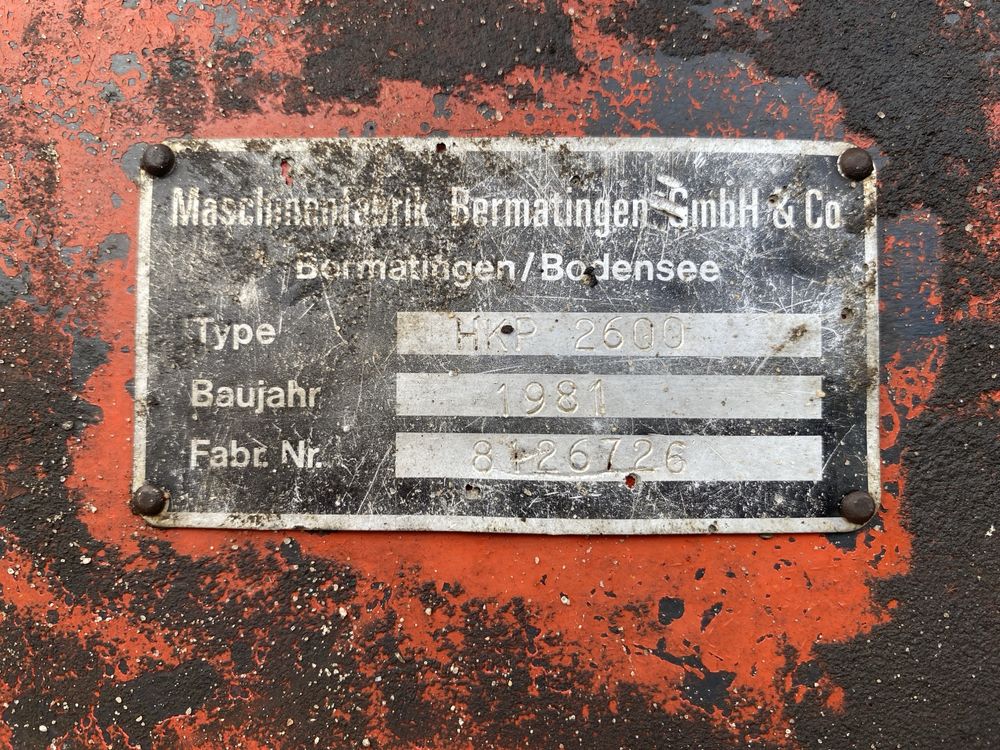 Maschinenfabrik Bermatingen GmbH & Co
Bermatingen/Bodensee
Type HKP 2600
Baujahr 1981
Fabr. Nr. 8126726